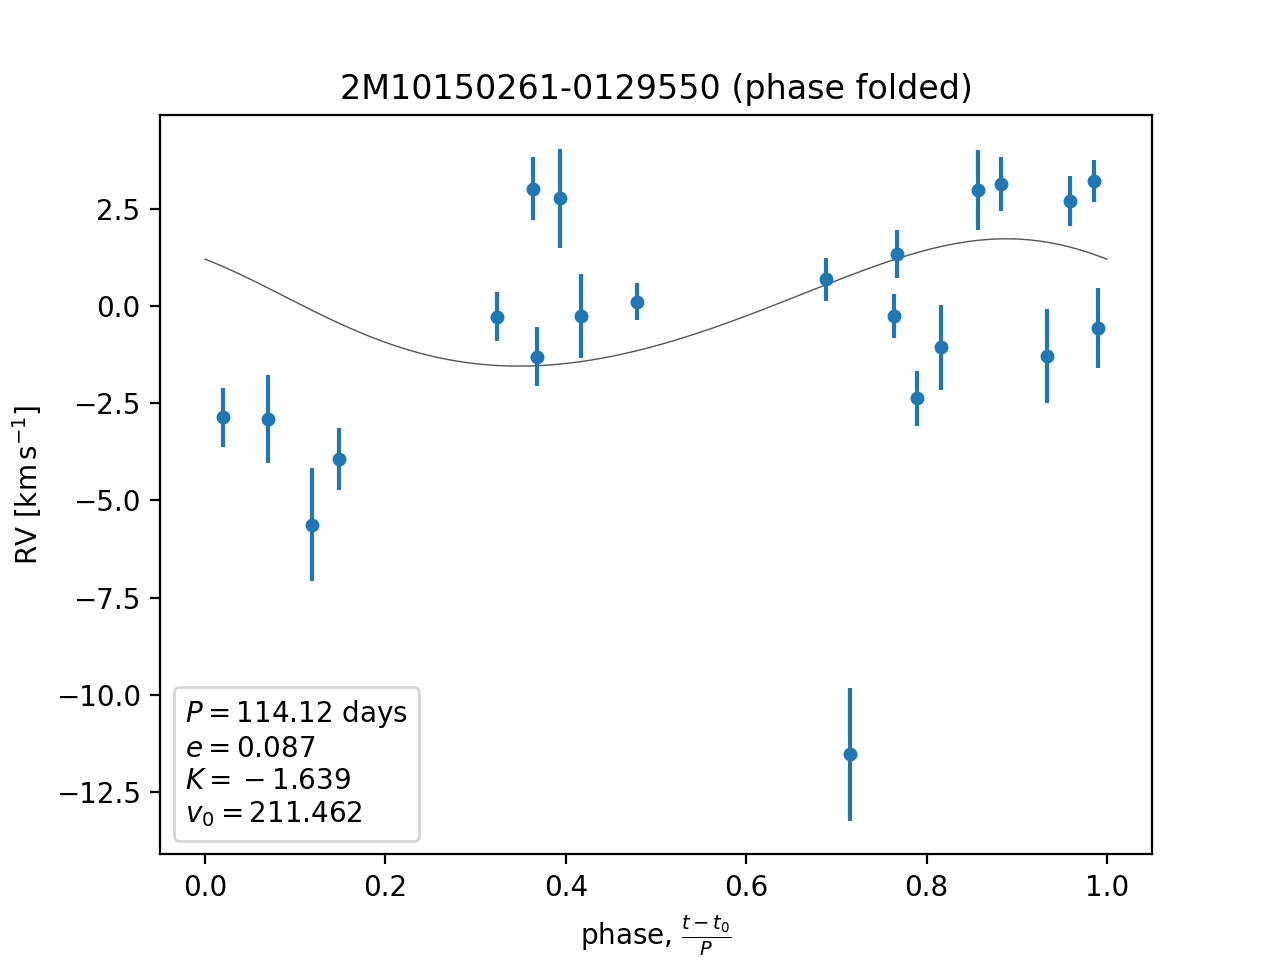 2M10150261-0129550 (phase folded)
RV [km s⁻¹]
2.5
0.0
−2.5
−5.0
−7.5
−10.0
−12.5
P = 114.12 days
e = 0.087
K = −1.639
v₀ = 211.462
0.0 0.2 0.4 0.6 0.8 1.0
phase, (t − t₀)/P